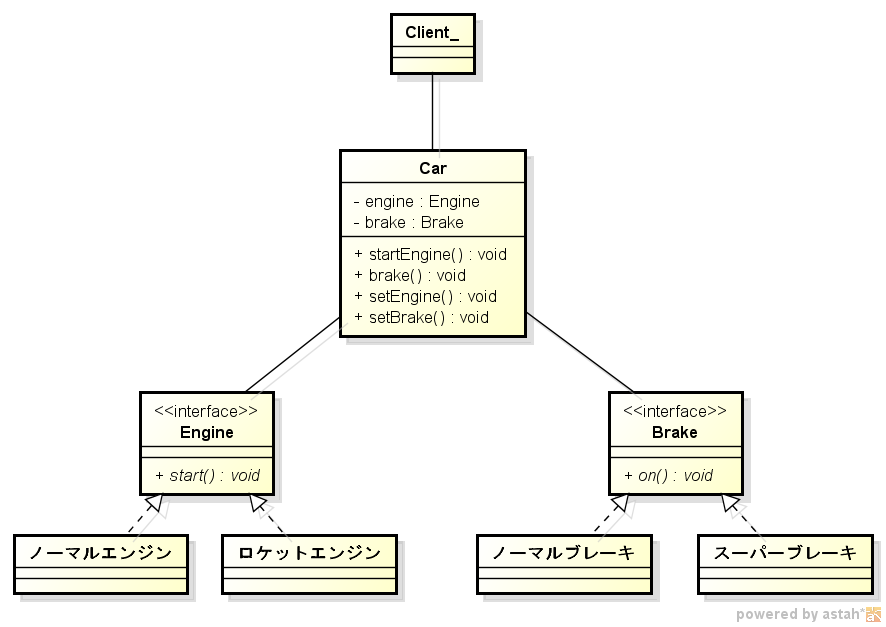 Client_
Car
- engine : Engine
- brake : Brake
+ startEngine() : void
+ brake() : void
+ setEngine() : void
+ setBrake() : void
<<interface>>
Engine
+ start() : void
<<interface>>
Brake
+ on() : void
ノーマルエンジン
ロケットエンジン
ノーマルブレーキ
スーパーブレーキ
powered by astah*